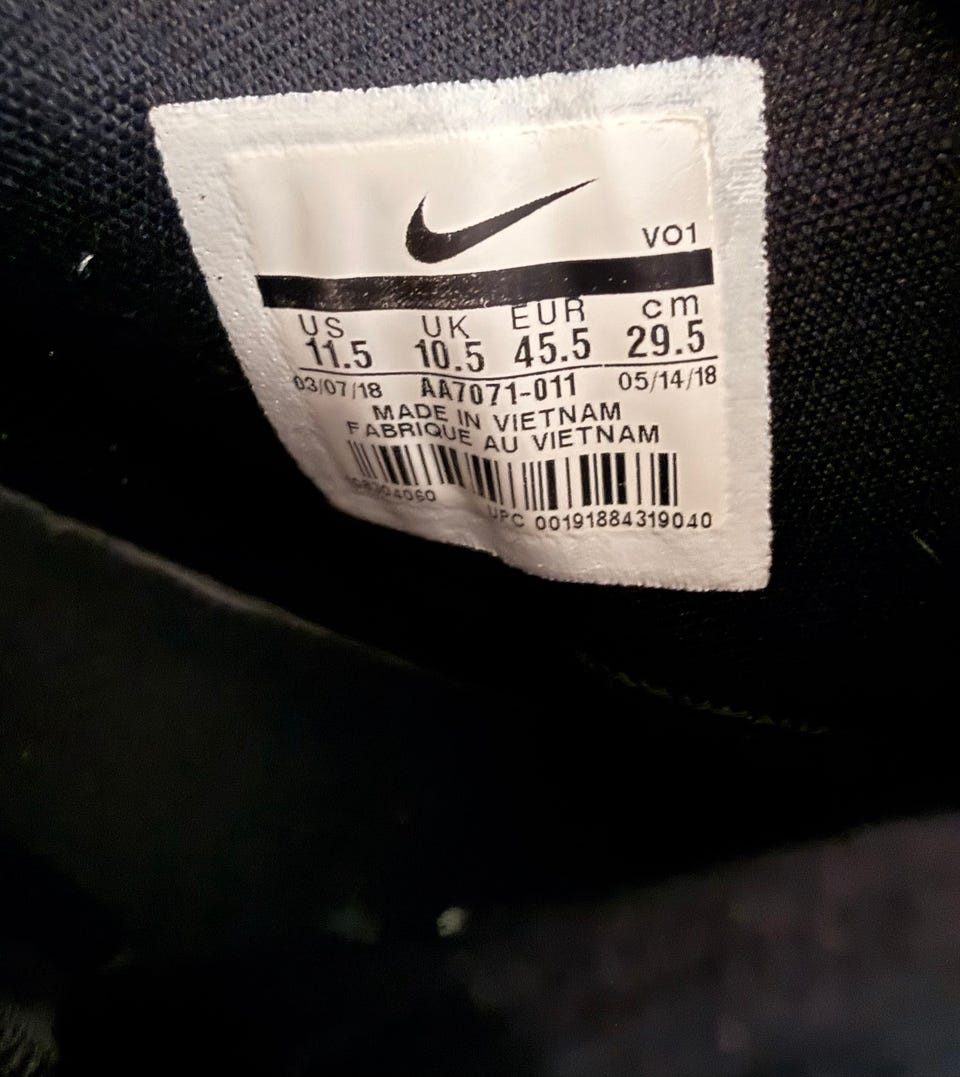 VO1
US UK EUR cm
11.5 10.5 45.5 29.5
03/07/18 AA7071-011 05/14/18
MADE IN VIETNAM
FABRIQUE AU VIETNAM
UPC 00191884319040